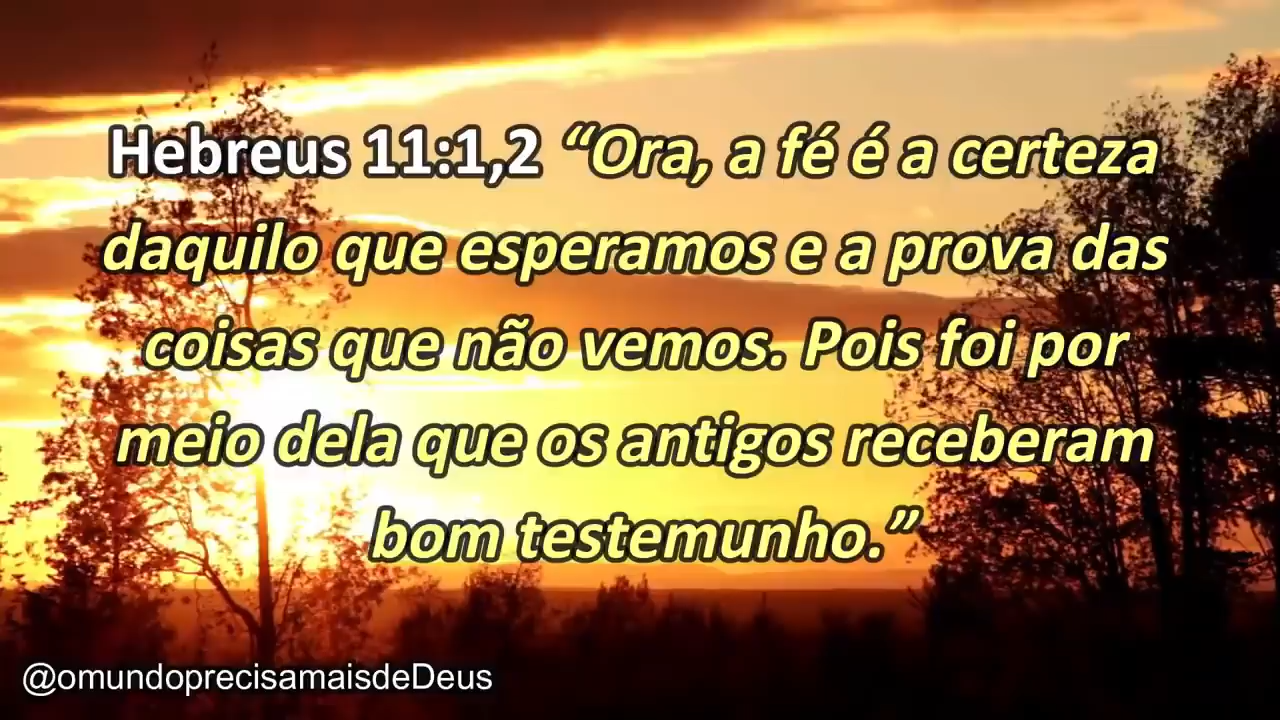 Hebreus 11:1,2 “Ora, a fé é a certeza
daquilo que esperamos e a prova das
coisas que não vemos. Pois foi por
meio dela que os antigos receberam
bom testemunho.”
@omundoprecisamaisdeDeus